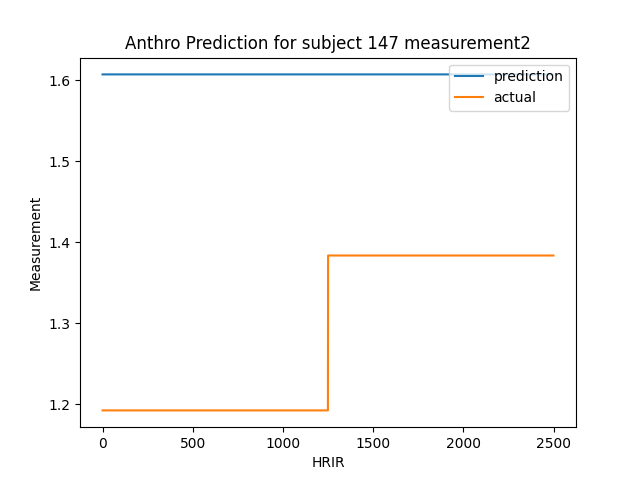 Anthro Prediction for subject 147 measurement2
prediction
actual
1.6
1.5
1.4
1.3
1.2
Measurement
0 500 1000 1500 2000 2500
HRIR